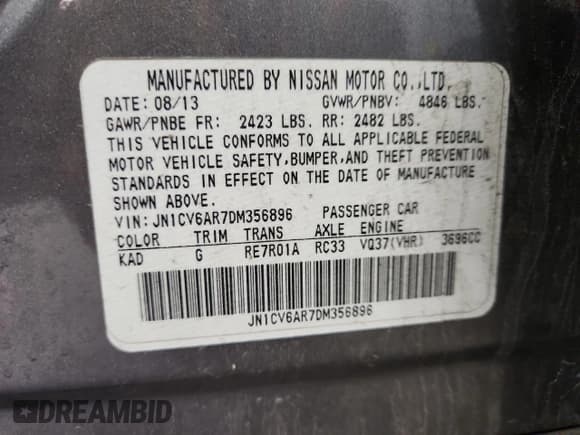 MANUFACTURED BY NISSAN MOTOR CO.,LTD.
DATE: 08/13 GVWR/PNBV: 4846 LBS.
GAWR/PNBE FR: 2423 LBS. RR: 2482 LBS.
THIS VEHICLE CONFORMS TO ALL APPLICABLE FEDERAL
MOTOR VEHICLE SAFETY,BUMPER,AND THEFT PREVENTION
STANDARDS IN EFFECT ON THE DATE OF MANUFACTURE
SHOWN ABOVE.
VIN: JN1CV6AR7DM356896 PASSENGER CAR
COLOR TRIM TRANS AXLE ENGINE
KAD G RE7R01A RC33 VQ37(VHR) 3696CC
JN1CV6AR7DM356896
DREAMBID